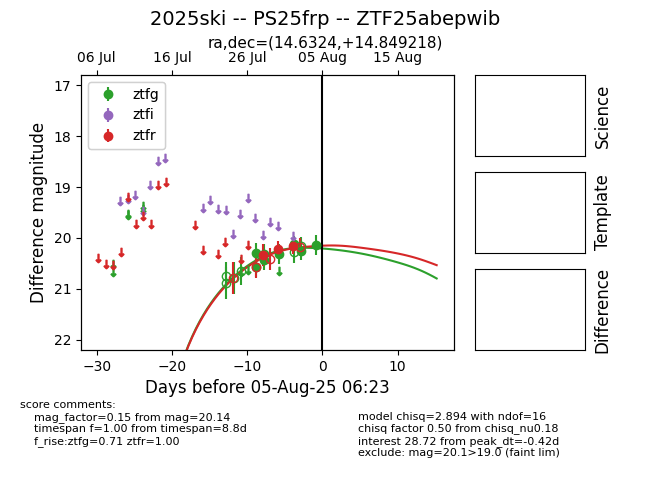 2025ski -- PS25frp -- ZTF25abepwib
ra,dec=(14.6324,+14.849218)
06 Jul 16 Jul 26 Jul 05 Aug 15 Aug
ztfg
ztfi
ztfr
17
18
19
20
21
22
Difference magnitude
−30 −20 −10 0 10
Days before 05-Aug-25 06:23
Science
Template
Difference
score comments:
mag_factor=0.15 from mag=20.14
timespan f=1.00 from timespan=8.8d
f_rise:ztfg=0.71 ztfr=1.00
model chisq=2.894 with ndof=16
chisq factor 0.50 from chisq_nu0.18
interest 28.72 from peak_dt=-0.42d
exclude: mag=20.1>19.0 (faint lim)